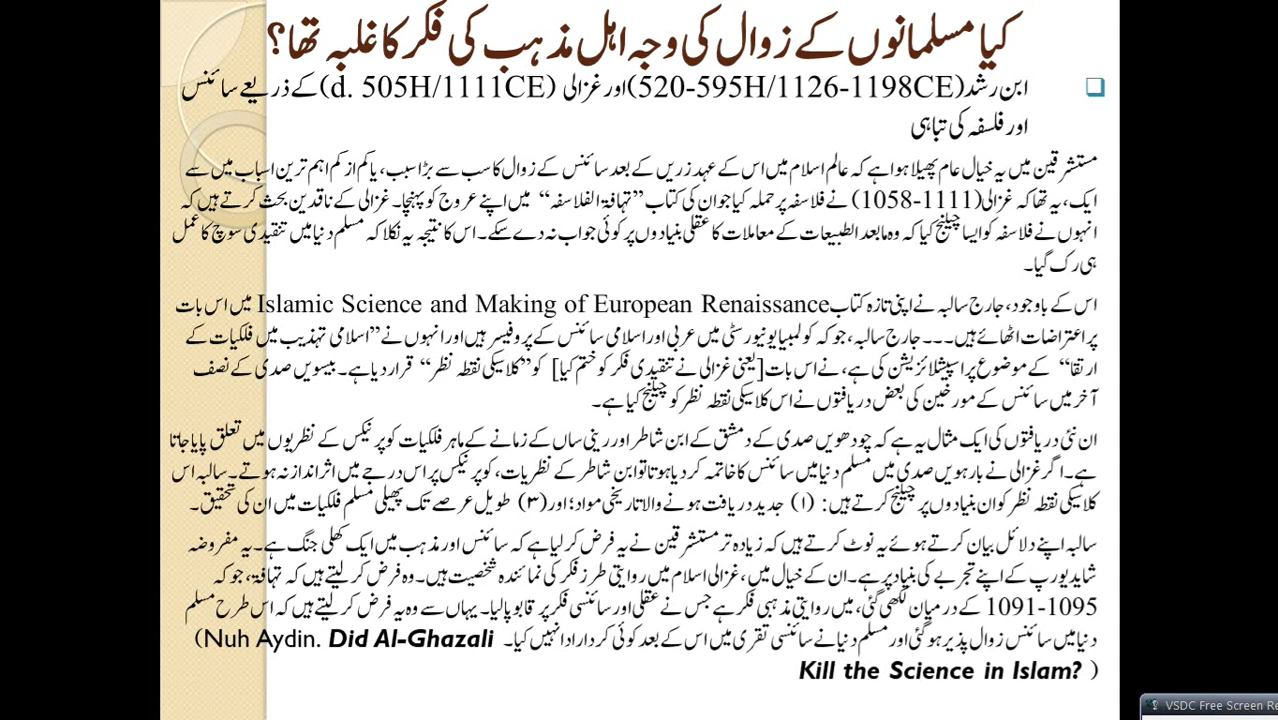 کیا مسلمانوں کے زوال کی وجہ اہل مذہب کی فکر کا غلبہ تھا؟
ابن رشد(520-595H/1126-1198CE)اور غزالی (d. 505H/1111CE)کے ذریعے سائنس
اور فلسفہ کی تباہی
مستشرقین میں یہ خیال عام پھیلا ہوا ہے کہ عالم اسلام میں اس کے عہد زریں کے بعد سائنس کے زوال کا سب سے بڑا سبب، یا کم از کم اہم ترین اسباب میں سے
ایک، یہ تھا کہ غزالی(1058-1111) نے فلاسفہ پر حملہ کیا جو ان کی کتاب ”تہافۃ الفلاسفہ“ میں اپنے عروج کو پہنچا۔ غزالی کے ناقدین بحث کرتے ہیں کہ
انہوں نے فلاسفہ کو ایسا چیلنج کیا کہ وہ مابعد الطبیعات کے معاملات کا عقلی بنیادوں پر کوئی جواب نہ دے سکے۔ اس کا نتیجہ یہ نکلا کہ مسلم دنیا میں تنقیدی سوچ کا عمل
ہی رک گیا۔
اس کے باوجود، جارج سالبہ نے اپنی تازہ کتاب Islamic Science and Making of European Renaissance میں اس بات
پر اعتراضات اٹھائے ہیں۔۔۔۔ جارج سالبہ، جو کہ کولمبیا یونیورسٹی میں عربی اور اسلامی سائنس کے پروفیسر ہیں اور انہوں نے ”اسلامی تہذیب میں فلکیات کے
ارتقا“ کے موضوع پر اسپیشلائزیشن کی ہے، نے اس بات[یعنی غزالی نے تنقیدی فکر کو ختم کیا] کو ”کلاسیکی نقطہ نظر“ قرار دیا ہے۔ بیسویں صدی کے نصف
آخر میں سائنس کے مورخین کی بعض دریافتوں نے اس کلاسیکی نقطہ نظر کو چیلنج کیا ہے۔
ان نئی دریافتوں کی ایک مثال یہ ہے کہ چودھویں صدی کے دمشق کے ابن شاطر اور رینی ساں کے زمانے کے ماہر فلکیات کوپرنیکس کے نظریوں میں تعلق پایا جاتا
ہے۔ اگر غزالی نے بارہویں صدی میں مسلم دنیا میں سائنس کا خاتمہ کر دیا ہوتا تو ابن شاطر کے نظریات، کوپرنیکس پر اس درجے میں اثر انداز نہ ہوتے۔ سالبہ اس
کلاسیکی نقطہ نظر کو ان بنیادوں پر چیلنج کرتے ہیں: (۱) جدید دریافت ہونے والا تاریخی مواد؛ اور (۳) طویل عرصے تک پھیلی مسلم فلکیات میں ان کی تحقیق۔
سالبہ اپنے دلائل بیان کرتے ہوئے یہ نوٹ کرتے ہیں کہ زیادہ تر مستشرقین نے یہ فرض کر لیا ہے کہ سائنس اور مذہب میں ایک کھلی جنگ ہے۔ یہ مفروضہ
شاید یورپ کے اپنے تجربے کی بنیاد پر ہے۔ ان کے خیال میں، غزالی اسلام میں روایتی طرز فکر کی نمائندہ شخصیت ہیں۔ وہ فرض کر لیتے ہیں کہ تہافۃ، جو کہ
1091-1095 کے درمیان لکھی گئی، میں روایتی مذہبی فکر ہے جس نے عقلی اور سائنسی فکر پر قابو پا لیا۔ یہاں سے وہ یہ فرض کر لیتے ہیں کہ اس طرح مسلم
دنیا میں سائنس زوال پذیر ہو گئی اور مسلم دنیا نے سائنسی تقری میں اس کے بعد کوئی کردار ادا نہیں کیا۔ (Nuh Aydin. Did Al-Ghazali
Kill the Science in Islam? )
VSDC Free Screen Re